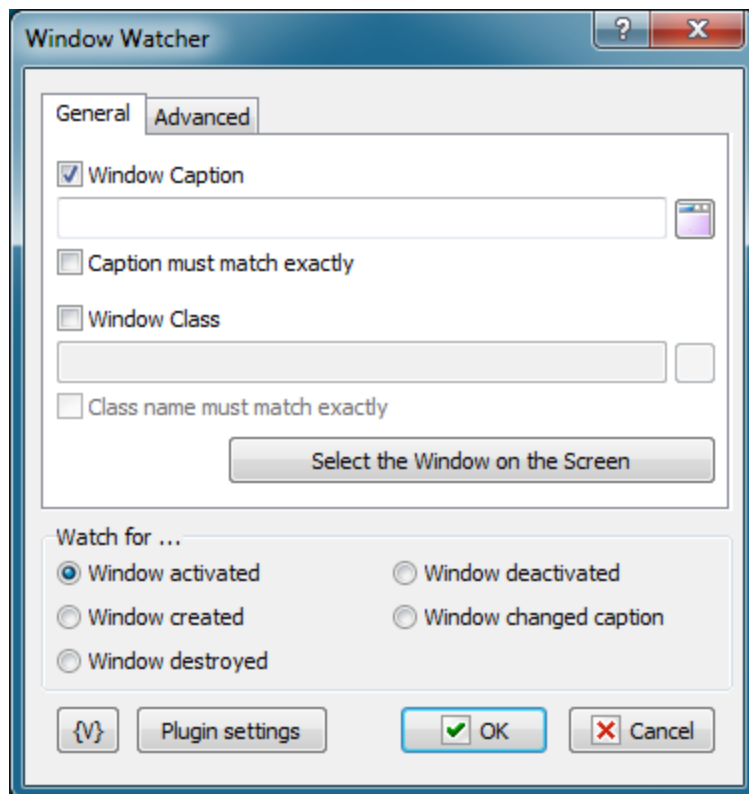 Window Watcher
?
General
Advanced
Window Caption
Caption must match exactly
Window Class
Class name must match exactly
Select the Window on the Screen
Watch for ...
Window activated
Window deactivated
Window created
Window changed caption
Window destroyed
{V}
Plugin settings
OK
Cancel